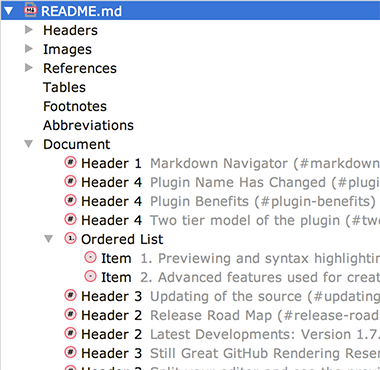 README.md
Headers
Images
References
Tables
Footnotes
Abbreviations
Document
Header 1 Markdown Navigator (#markdown
Header 4 Plugin Name Has Changed (#plugi
Header 4 Plugin Benefits (#plugin-benefits)
Header 4 Two tier model of the plugin (#tw
1. Ordered List
Item 1. Previewing and syntax highlightin
Item 2. Advanced features used for creat
Header 3 Updating of the source (#updating
Header 2 Release Road Map (#release-road
Header 2 Latest Developments: Version 1.7.
Header 3 Still Great GitHub Rendering Reser